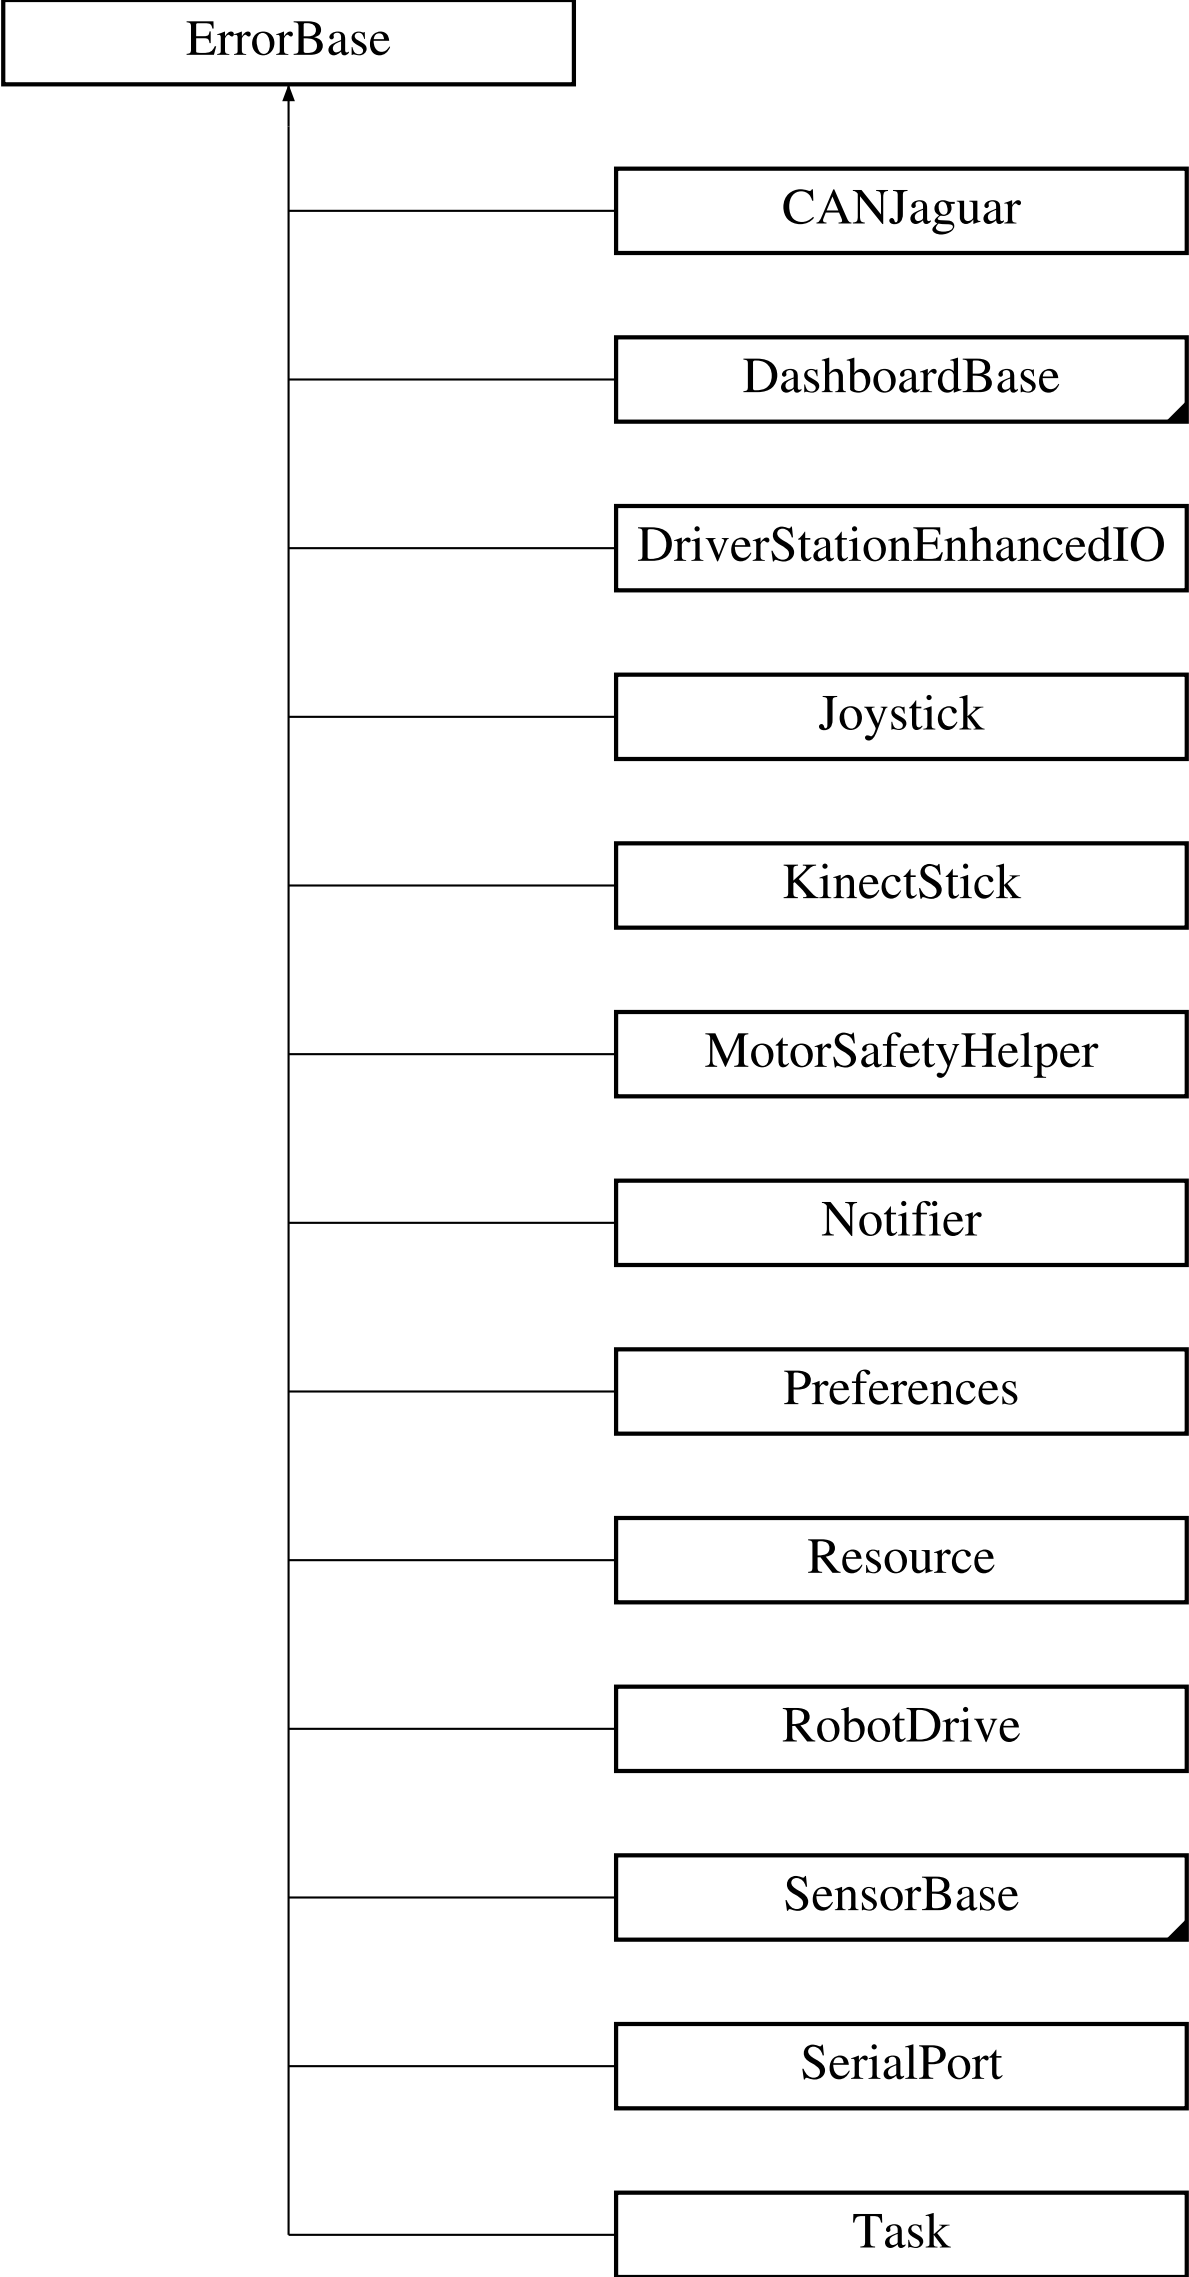 ErrorBase
CANJaguar
DashboardBase
DriverStationEnhancedIO
Joystick
KinectStick
MotorSafetyHelper
Notifier
Preferences
Resource
RobotDrive
SensorBase
SerialPort
Task